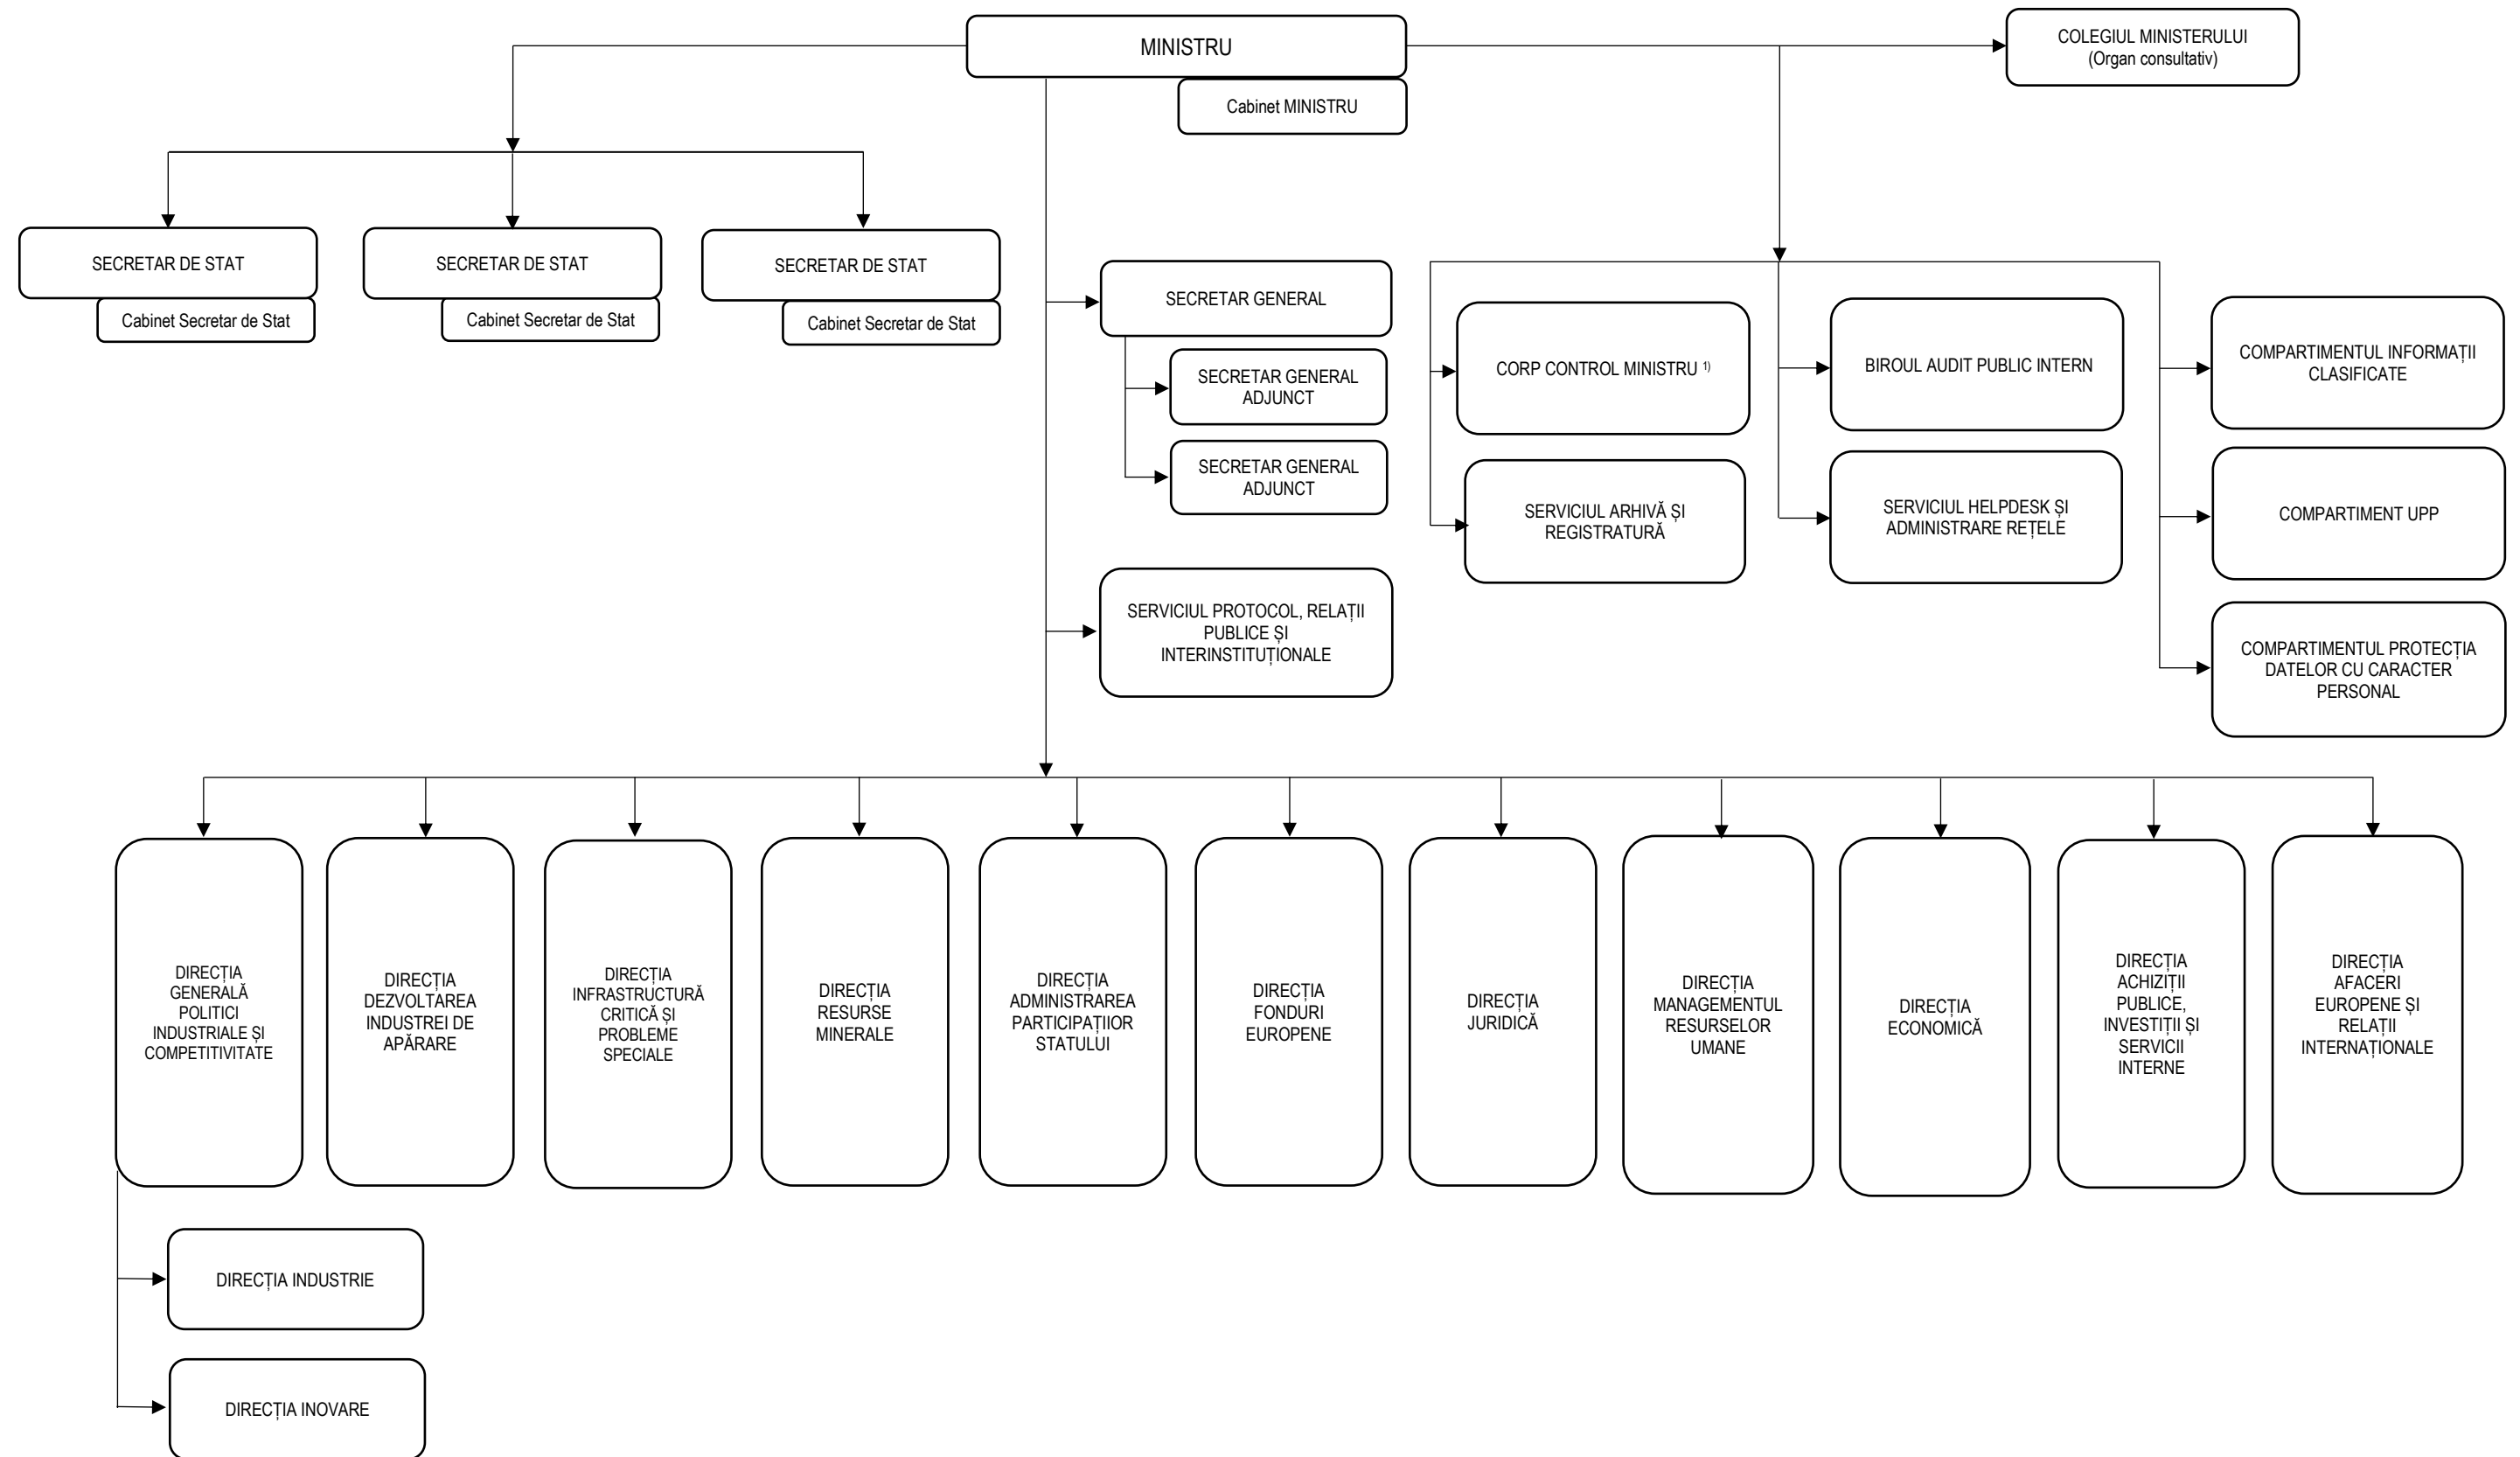 MINISTRU
COLEGIUL MINISTERULUI
(Organ consultativ)
Cabinet MINISTRU
SECRETAR DE STAT
Cabinet Secretar de Stat
SECRETAR DE STAT
Cabinet Secretar de Stat
SECRETAR DE STAT
Cabinet Secretar de Stat
SECRETAR GENERAL
SECRETAR GENERAL
ADJUNCT
SECRETAR GENERAL
ADJUNCT
SERVICIUL PROTOCOL, RELAȚII
PUBLICE ȘI
INTERINSTITUȚIONALE
CORP CONTROL MINISTRU 1)
SERVICIUL ARHIVĂ ȘI
REGISTRATURĂ
BIROUL AUDIT PUBLIC INTERN
SERVICIUL HELPDESK ȘI
ADMINISTRARE REȚELE
COMPARTIMENTUL INFORMAȚII
CLASIFICATE
COMPARTIMENT UPP
COMPARTIMENTUL PROTECȚIA
DATELOR CU CARACTER
PERSONAL
DIRECȚIA
GENERALĂ
POLITICI
INDUSTRIALE ȘI
COMPETITIVITATE
DIRECȚIA
DEZVOLTAREA
INDUSTREI DE
APĂRARE
DIRECȚIA
INFRASTRUCTURĂ
CRITICĂ ȘI
PROBLEME
SPECIALE
DIRECȚIA
RESURSE
MINERALE
DIRECȚIA
ADMINISTRAREA
PARTICIPAȚIIOR
STATULUI
DIRECȚIA
FONDURI
EUROPENE
DIRECȚIA
JURIDICĂ
DIRECȚIA
MANAGEMENTUL
RESURSELOR
UMANE
DIRECȚIA
ECONOMICĂ
DIRECȚIA
ACHIZIȚII
PUBLICE,
INVESTIȚII ȘI
SERVICII
INTERNE
DIRECȚIA
AFACERI
EUROPENE ȘI
RELAȚII
INTERNAȚIONALE
DIRECȚIA INDUSTRIE
DIRECȚIA INOVARE